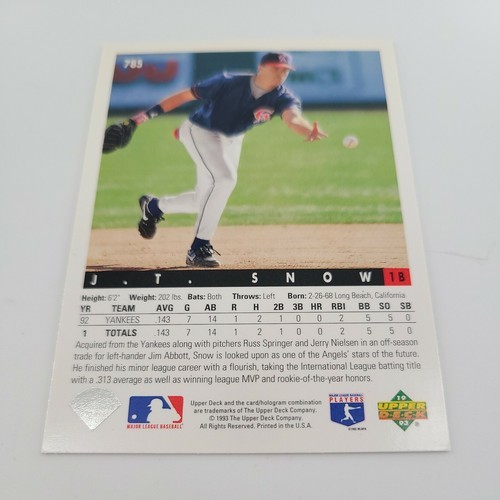 785
J. T. SNOW 1B
Height: 6'2" Weight: 202 lbs. Bats: Both Throws: Left Born: 2-26-68 Long Beach, California
YR TEAM AVG G AB R H 2B 3B HR RBI BB SO SB
92 YANKEES .143 7 14 1 2 1 0 0 2 5 5 0
1 TOTALS .143 7 14 1 2 1 0 0 2 5 5 0
Acquired from the Yankees along with pitchers Russ Springer and Jerry Nielsen in an off-season
trade for left-hander Jim Abbott, Snow is looked upon as one of the Angels' stars of the future.
He finished his minor league career with a flourish, taking the International League batting title
with a .313 average as well as winning league MVP and rookie-of-the-year honors.
MAJOR LEAGUE BASEBALL
Upper Deck and the card/hologram combination
are trademarks of The Upper Deck Company.
© 1993 The Upper Deck Company.
All Rights Reserved. Printed in the U.S.A.
MAJOR LEAGUE BASEBALL
PLAYERS
19 UPPER DECK 93